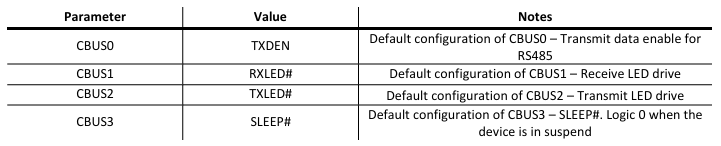 Parameter Value Notes
CBUS0 TXDEN Default configuration of CBUS0 – Transmit data enable for
RS485
CBUS1 RXLED# Default configuration of CBUS1 – Receive LED drive
CBUS2 TXLED# Default configuration of CBUS2 – Transmit LED drive
CBUS3 SLEEP# Default configuration of CBUS3 – SLEEP#. Logic 0 when the
device is in suspend